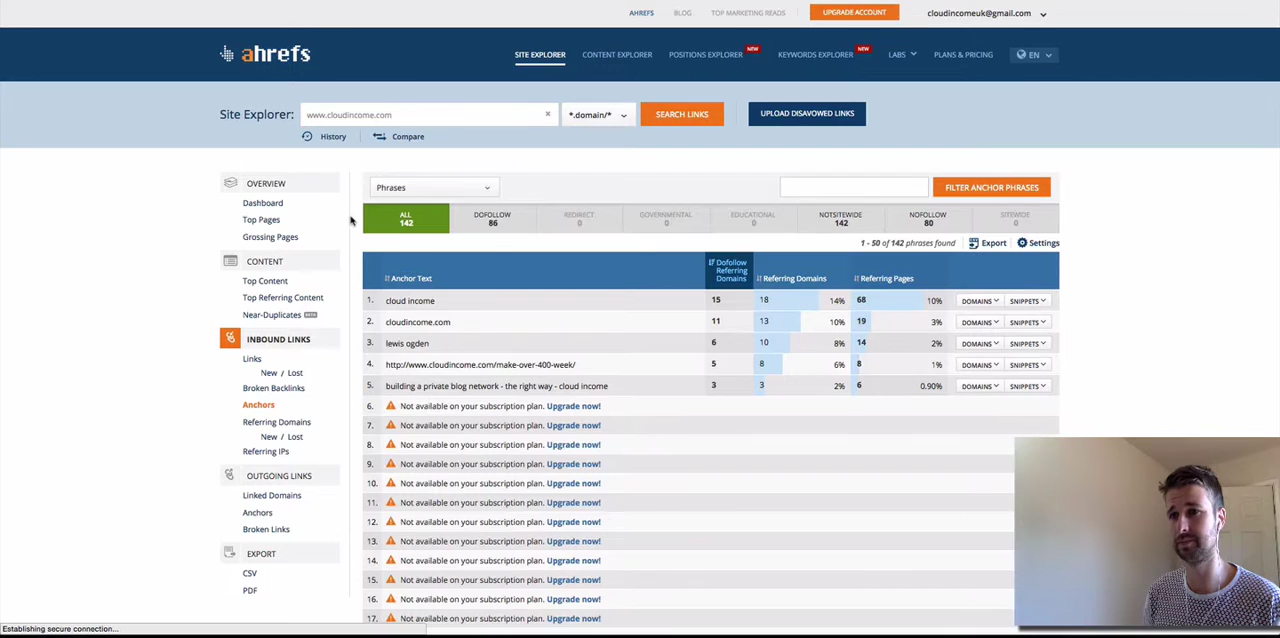 AHREFS BLOG TOP MARKETING READS UPGRADE ACCOUNT cloudincomeuk@gmail.com
ahrefs SITE EXPLORER CONTENT EXPLORER POSITIONS EXPLORER NEW KEYWORDS EXPLORER NEW LABS PLANS & PRICING EN
Site Explorer: www.cloudincome.com × *.domain/* SEARCH LINKS UPLOAD DISAVOWED LINKS
History Compare
OVERVIEW
Dashboard
Top Pages
Grossing Pages
CONTENT
Top Content
Top Referring Content
Near-Duplicates BETA
INBOUND LINKS
Links
New / Lost
Broken Backlinks
Anchors
Referring Domains
New / Lost
Referring IPs
OUTGOING LINKS
Linked Domains
Anchors
Broken Links
EXPORT
CSV
PDF
Phrases FILTER ANCHOR PHRASES
ALL DOFOLLOW REDIRECT GOVERNMENTAL EDUCATIONAL NOTSITEWIDE NOFOLLOW SITEWIDE
142 86 0 0 0 142 80 0
1 - 50 of 142 phrases found Export Settings
Anchor Text Dofollow Referring Domains Referring Domains Referring Pages
1. cloud income 15 18 14% 68 10% DOMAINS SNIPPETS
2. cloudincome.com 11 13 10% 19 3% DOMAINS SNIPPETS
3. lewis ogden 6 10 8% 14 2% DOMAINS SNIPPETS
4. http://www.cloudincome.com/make-over-400-week/ 5 8 6% 8 1% DOMAINS SNIPPETS
5. building a private blog network - the right way - cloud income 3 3 2% 6 0.90% DOMAINS SNIPPETS
6. Not available on your subscription plan. Upgrade now!
7. Not available on your subscription plan. Upgrade now!
8. Not available on your subscription plan. Upgrade now!
9. Not available on your subscription plan. Upgrade now!
10. Not available on your subscription plan. Upgrade now!
11. Not available on your subscription plan. Upgrade now!
12. Not available on your subscription plan. Upgrade now!
13. Not available on your subscription plan. Upgrade now!
14. Not available on your subscription plan. Upgrade now!
15. Not available on your subscription plan. Upgrade now!
16. Not available on your subscription plan. Upgrade now!
17. Not available on your subscription plan. Upgrade now!
Establishing secure connection...